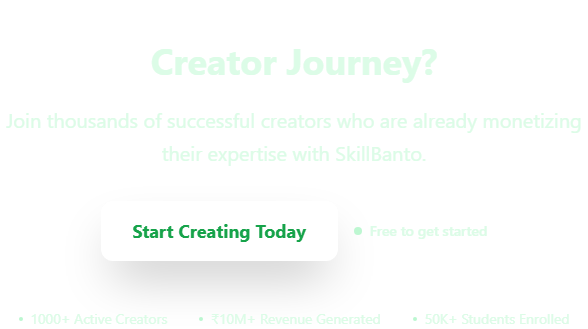 Creator Journey?
Join thousands of successful creators who are already monetizing
their expertise with SkillBanto.
Start Creating Today
• Free to get started
• 1000+ Active Creators • ₹10M+ Revenue Generated • 50K+ Students Enrolled